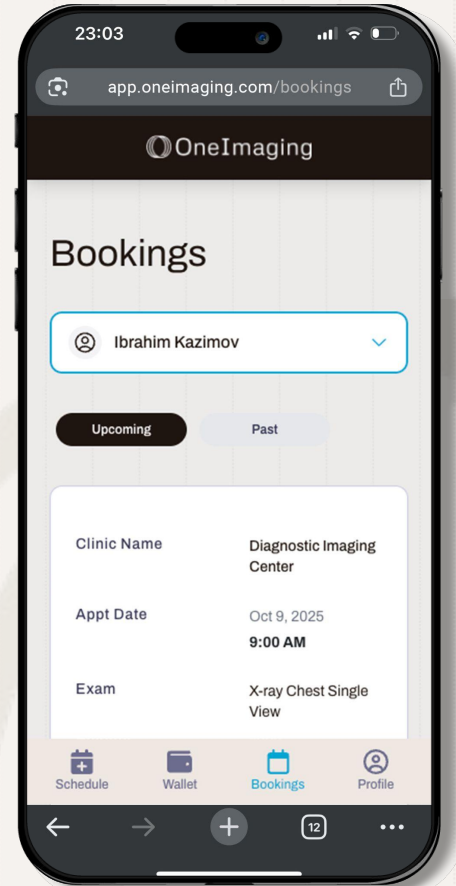 23:03
app.oneimaging.com/bookings
OneImaging
Bookings
Ibrahim Kazimov
Upcoming
Past
Clinic Name
Diagnostic Imaging
Center
Appt Date
Oct 9, 2025
9:00 AM
Exam
X-ray Chest Single
View
Schedule
Wallet
Bookings
Profile
12